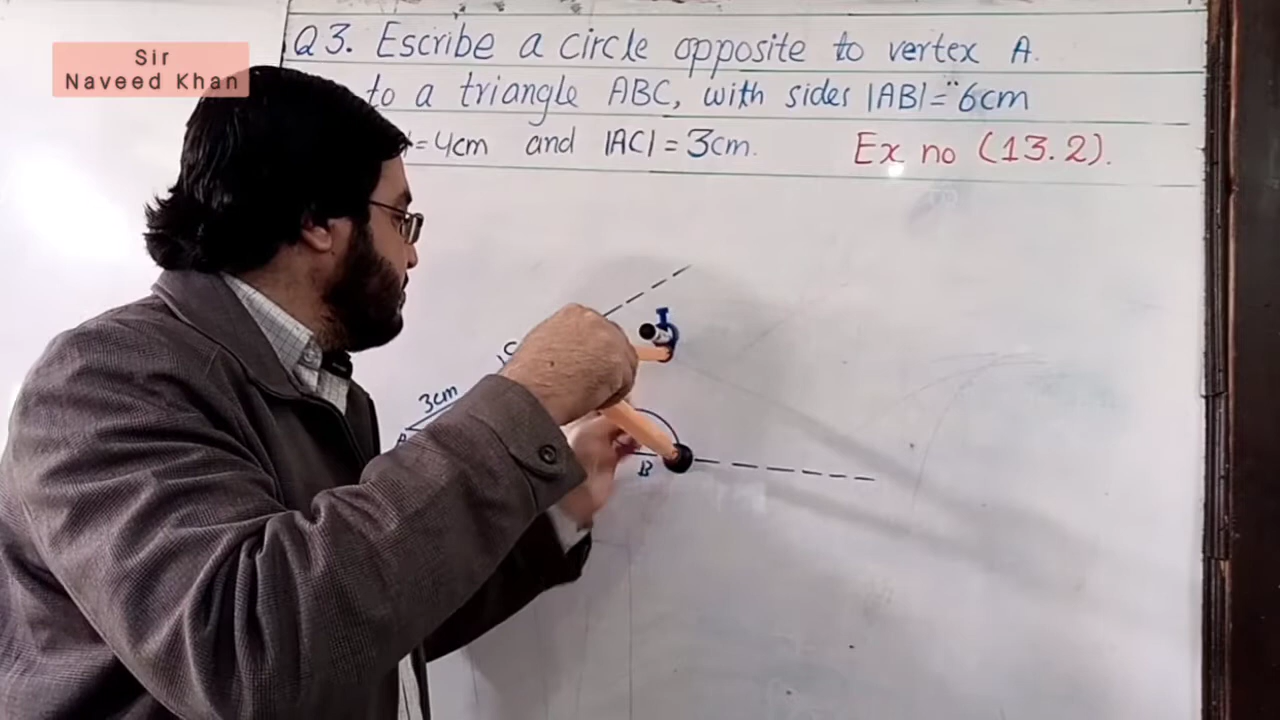 Sir
Naveed Khan
Q3. Escribe a circle opposite to vertex A.
to a triangle ABC, with sides |AB| = 6cm
= 4cm and |AC| = 3cm. Ex no (13.2).
C
3cm
B